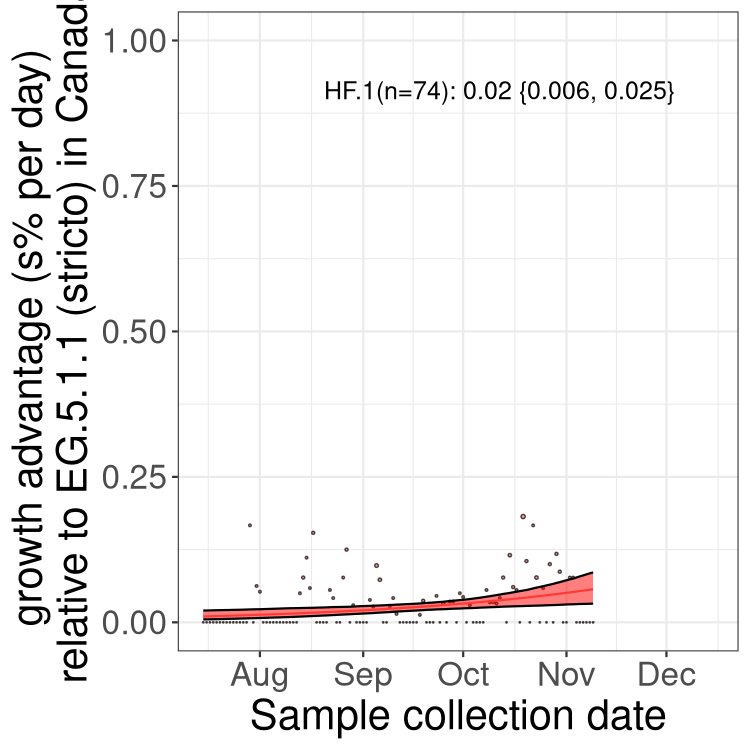 growth advantage (s% per day)
relative to EG.5.1.1 (stricto) in Canada
1.00
0.75
0.50
0.25
0.00
HF.1(n=74): 0.02 {0.006, 0.025}
Aug Sep Oct Nov Dec
Sample collection date